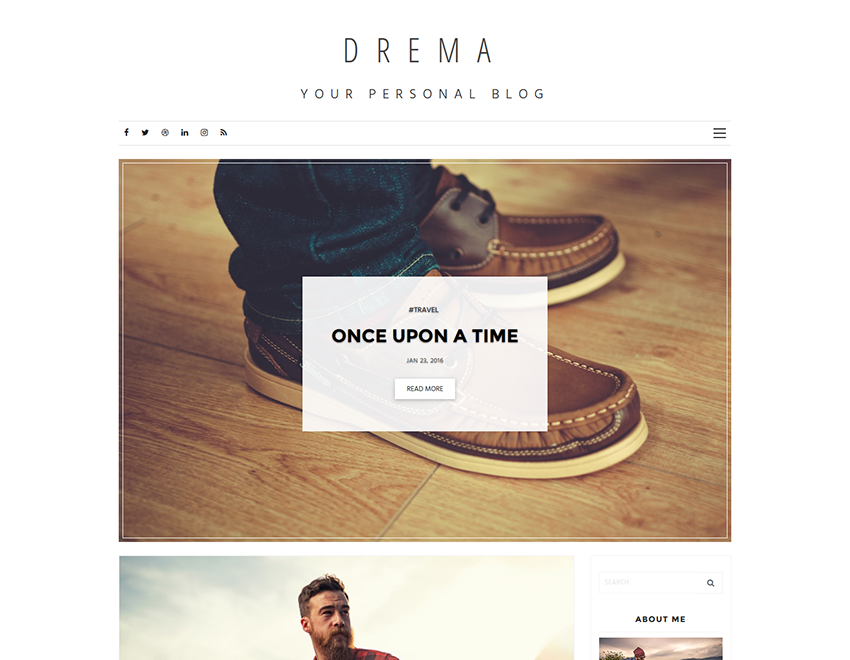 DREMA
YOUR PERSONAL BLOG
#TRAVEL
ONCE UPON A TIME
JAN 23, 2016
READ MORE
SEARCH
ABOUT ME